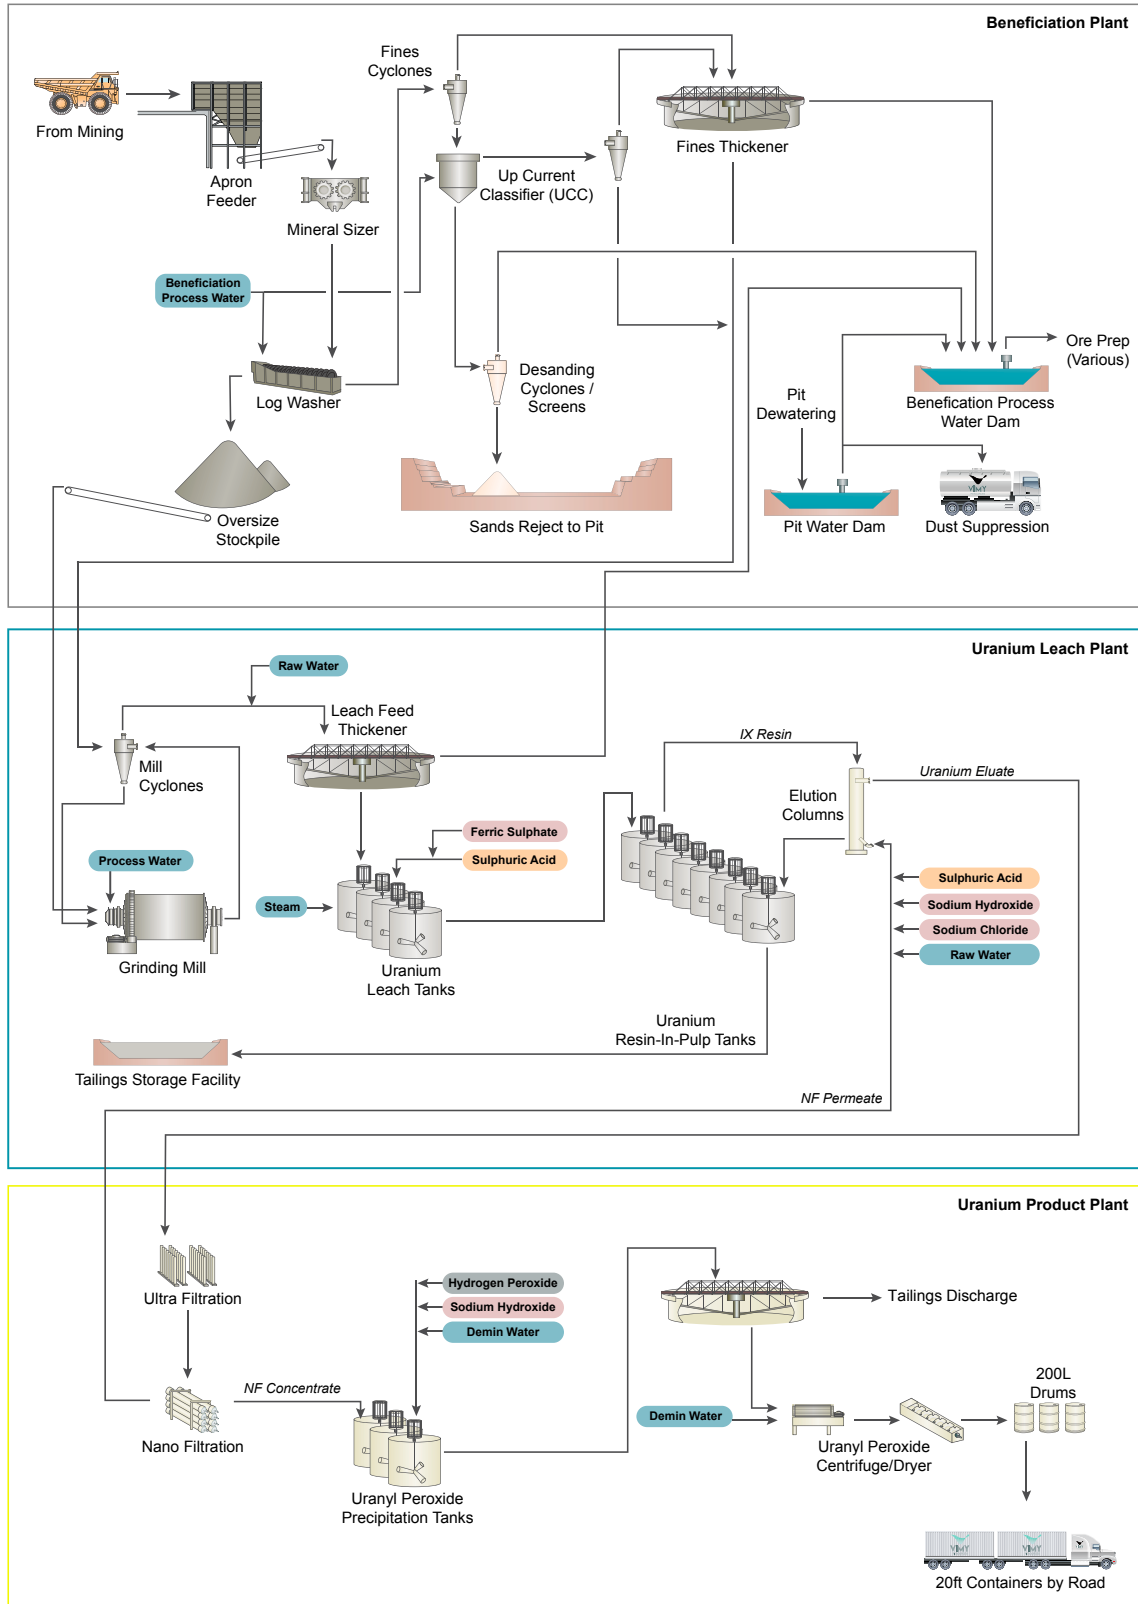 Beneficiation Plant
Fines
Cyclones
From Mining
Apron
Feeder
Mineral Sizer
Up Current
Classifier (UCC)
Fines Thickener
Beneficiation
Process Water
Log Washer
Desanding
Cyclones /
Screens
Ore Prep
(Various)
Pit
Dewatering
Benefication Process
Water Dam
Oversize
Stockpile
Sands Reject to Pit
Pit Water Dam
VIMY
Dust Suppression
Uranium Leach Plant
Raw Water
Leach Feed
Thickener
Mill
Cyclones
IX Resin
Uranium Eluate
Elution
Columns
Ferric Sulphate
Sulphuric Acid
Process Water
Steam
Sulphuric Acid
Sodium Hydroxide
Sodium Chloride
Raw Water
Grinding Mill
Uranium
Leach Tanks
Uranium
Resin-In-Pulp Tanks
Tailings Storage Facility
NF Permeate
Uranium Product Plant
Ultra Filtration
Hydrogen Peroxide
Sodium Hydroxide
Demin Water
Tailings Discharge
NF Concentrate
Nano Filtration
Demin Water
200L
Drums
Uranyl Peroxide
Centrifuge/Dryer
Uranyl Peroxide
Precipitation Tanks
VIMY
VIMY
20ft Containers by Road